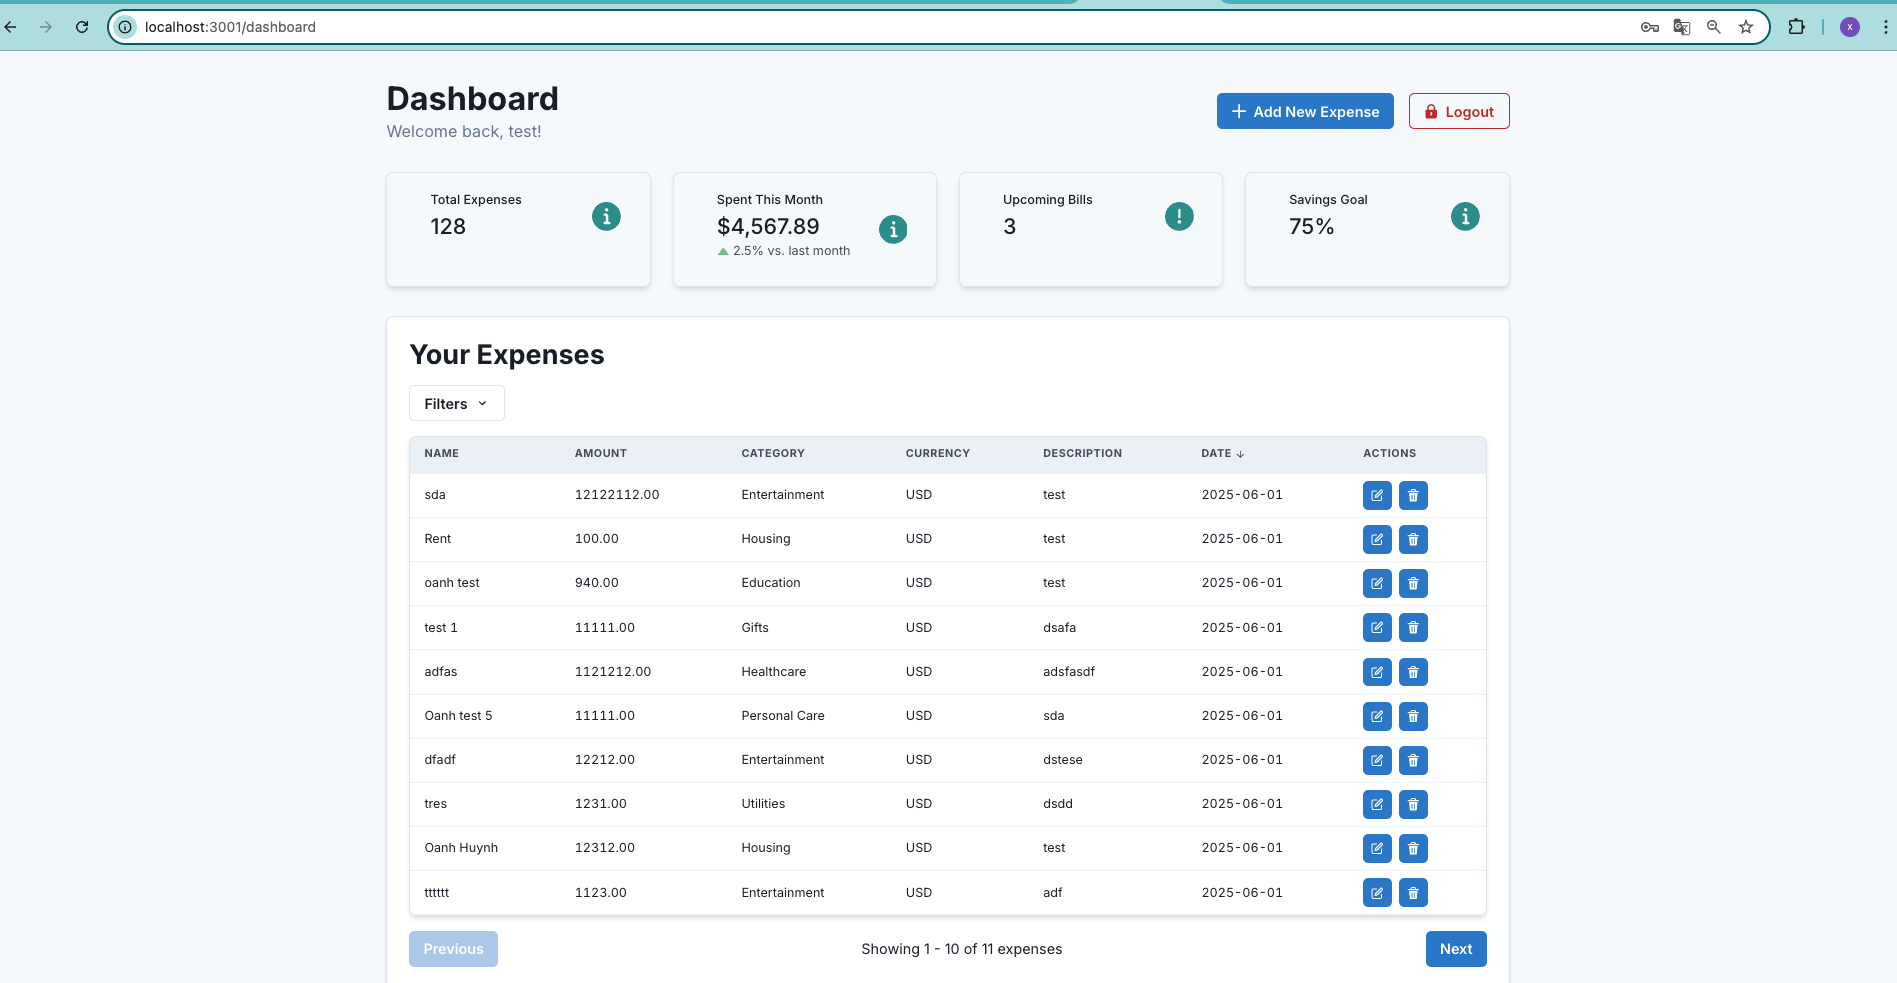 localhost:3001/dashboard
x
Dashboard
Welcome back, test!
Add New Expense
Logout
Total Expenses
128
Spent This Month
$4,567.89
2.5% vs. last month
Upcoming Bills
3
Savings Goal
75%
Your Expenses
Filters
NAME AMOUNT CATEGORY CURRENCY DESCRIPTION DATE ↓ ACTIONS
sda 12122112.00 Entertainment USD test 2025-06-01
Rent 100.00 Housing USD test 2025-06-01
oanh test 940.00 Education USD test 2025-06-01
test 1 11111.00 Gifts USD dsafa 2025-06-01
adfas 1121212.00 Healthcare USD adsfasdf 2025-06-01
Oanh test 5 11111.00 Personal Care USD sda 2025-06-01
dfadf 12212.00 Entertainment USD dstese 2025-06-01
tres 1231.00 Utilities USD dsdd 2025-06-01
Oanh Huynh 12312.00 Housing USD test 2025-06-01
tttttt 1123.00 Entertainment USD adf 2025-06-01
Previous
Showing 1 - 10 of 11 expenses
Next